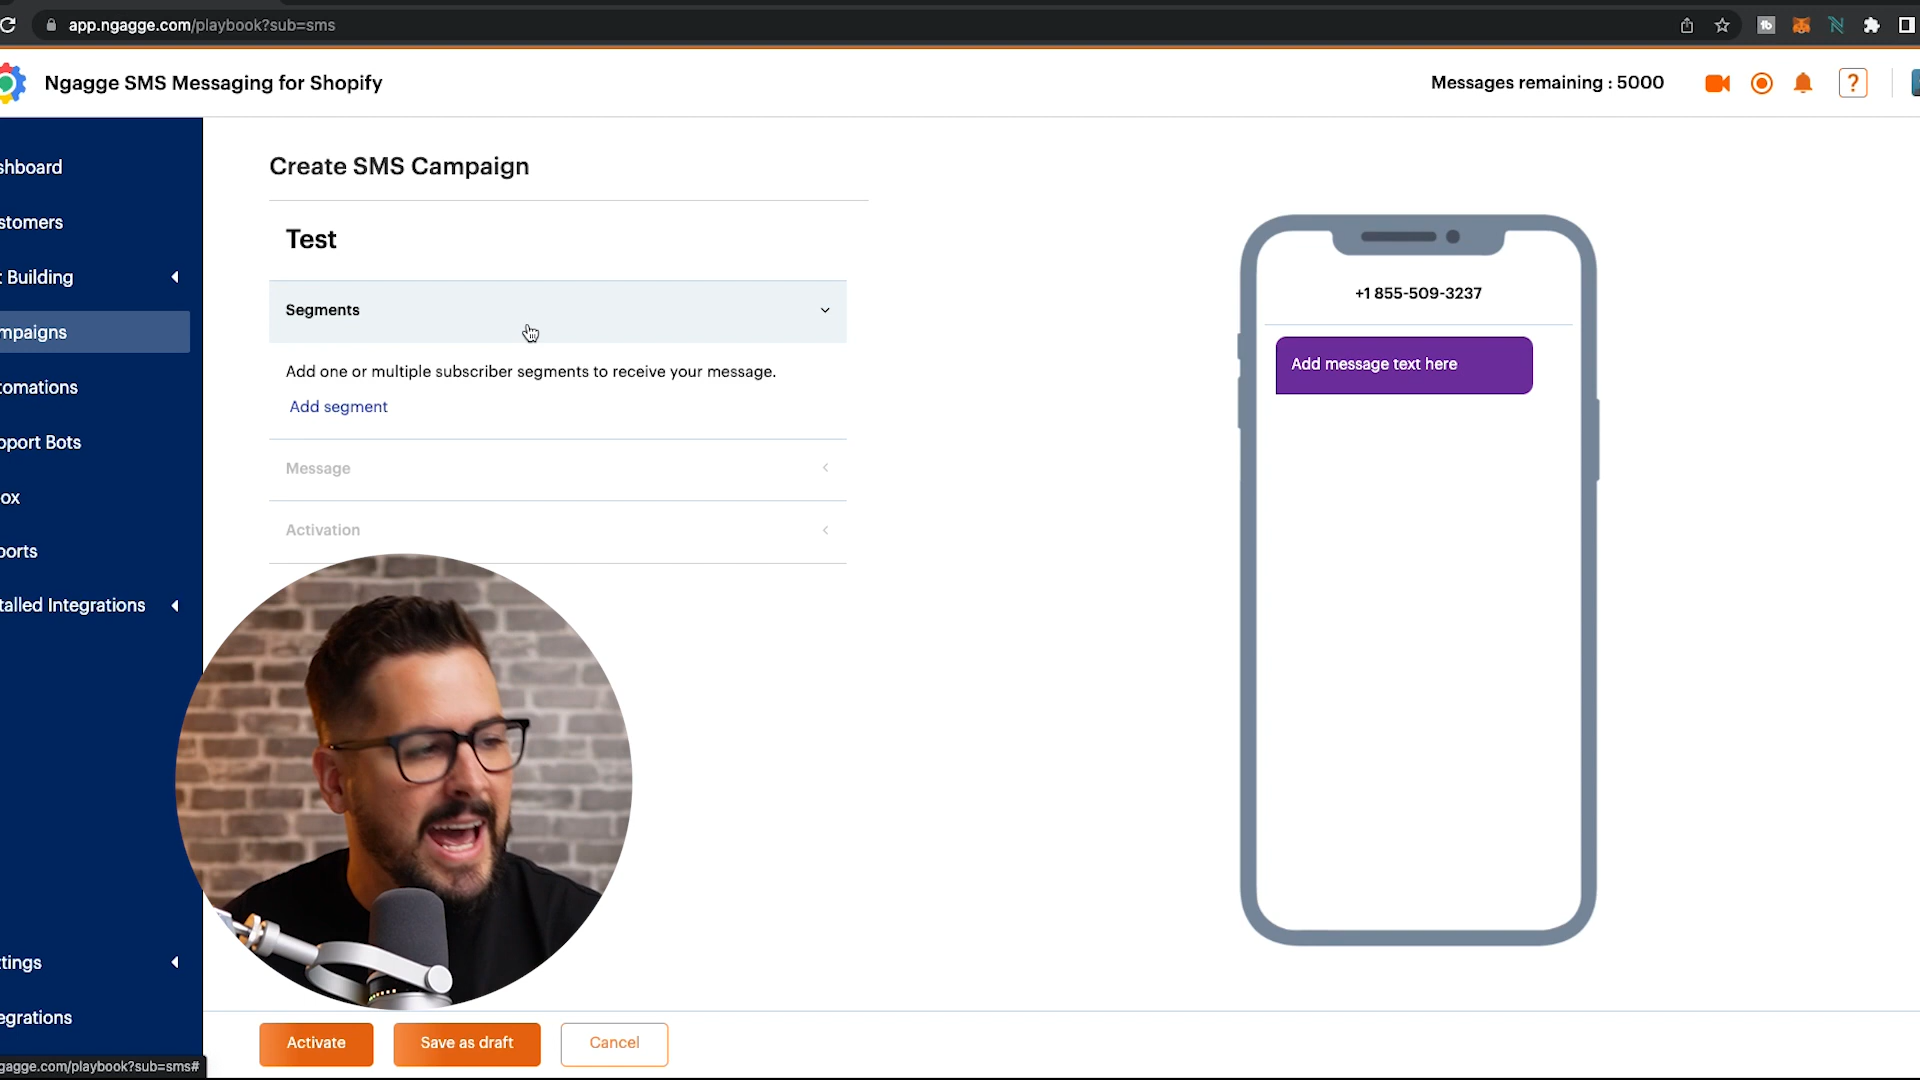 app.ngagge.com/playbook?sub=sms
Ngagge SMS Messaging for Shopify
Messages remaining : 5000
?
shboard
stomers
t Building
mpaigns
tomations
pport Bots
ox
ports
talled Integrations
tings
egrations
Create SMS Campaign
Test
Segments
Add one or multiple subscriber segments to receive your message.
Add segment
Message
Activation
+1 855-509-3237
Add message text here
Activate
Save as draft
Cancel
gagge.com/playbook?sub=sms#